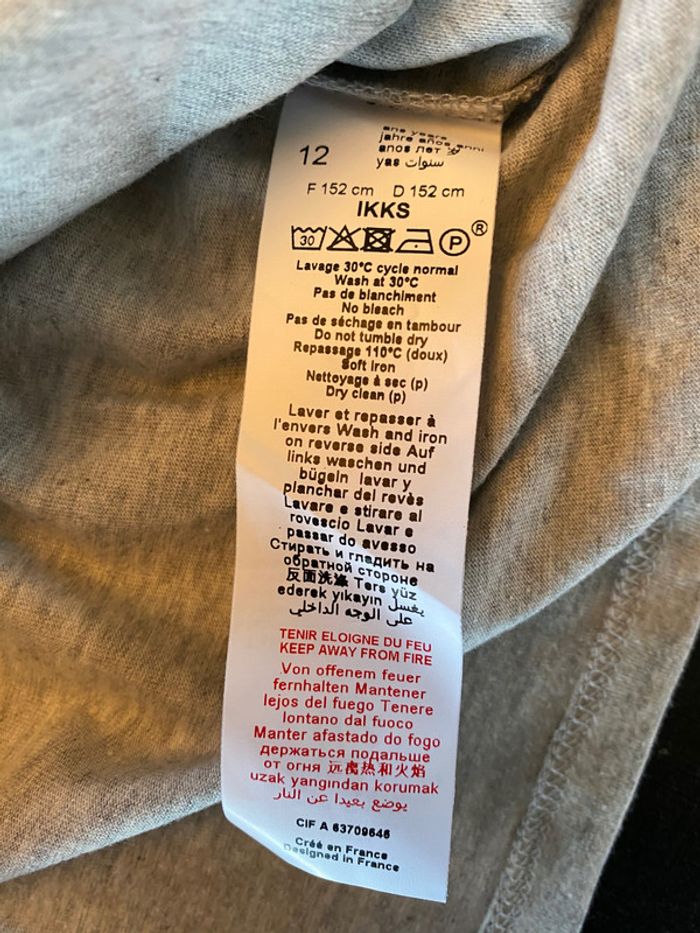 12
ans years
jahre años anni
anos лет yaş
yas سنوات
F 152 cm D 152 cm
IKKS
30 P ®
Lavage 30°C cycle normal
Wash at 30°C
Pas de blanchiment
No bleach
Pas de séchage en tambour
Do not tumble dry
Repassage 110°C (doux)
Soft iron
Nettoyage à sec (p)
Dry clean (p)
Laver et repasser à
l'envers Wash and iron
on reverse side Auf
links waschen und
bügeln lavar y
planchar del revès
Lavare e stirare al
rovescio Lavar e
passar do avesso
Стирать и гладить на
обратной стороне
反面洗涤 Ters yüz
ederek yıkayın يغسل
على الوجه الداخلي
TENIR ELOIGNE DU FEU
KEEP AWAY FROM FIRE
Von offenem feuer
fernhalten Mantener
lejos del fuego Tenere
lontano dal fuoco
Manter afastado do fogo
держаться подальше
от огня 远离热和火焰
uzak yangından korumak
يوضع بعيدا عن النار
CIF A 63709646
Créé en France
Designed in France